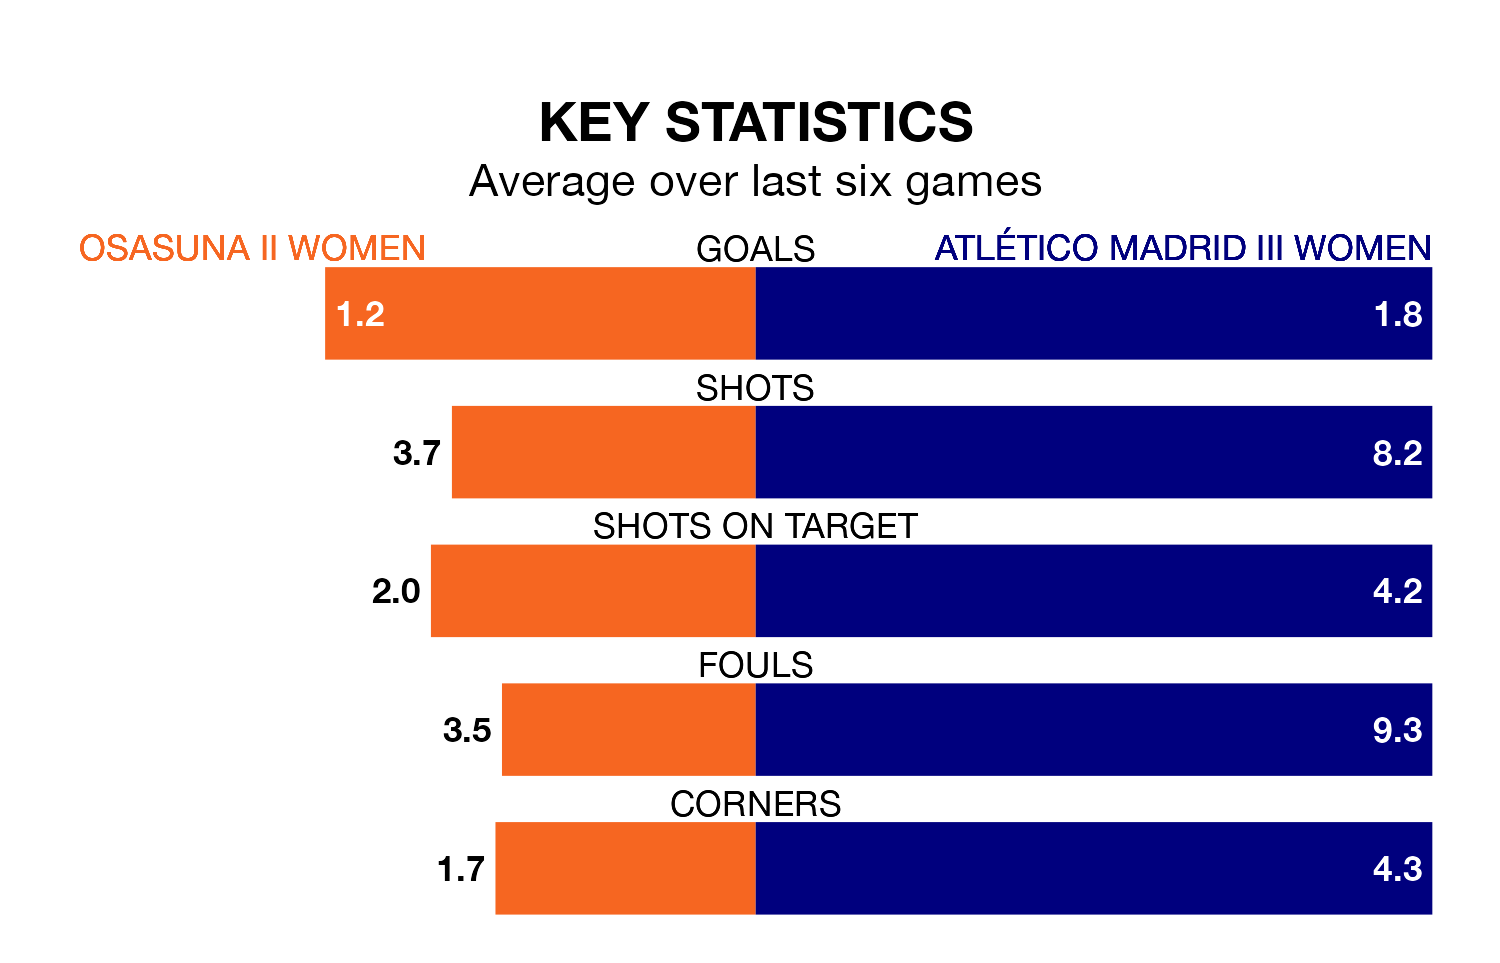 KEY STATISTICS
Average over last six games
OSASUNA II WOMEN GOALS ATLÉTICO MADRID III WOMEN
1.2 1.8
SHOTS
3.7 8.2
SHOTS ON TARGET
2.0 4.2
FOULS
3.5 9.3
CORNERS
1.7 4.3